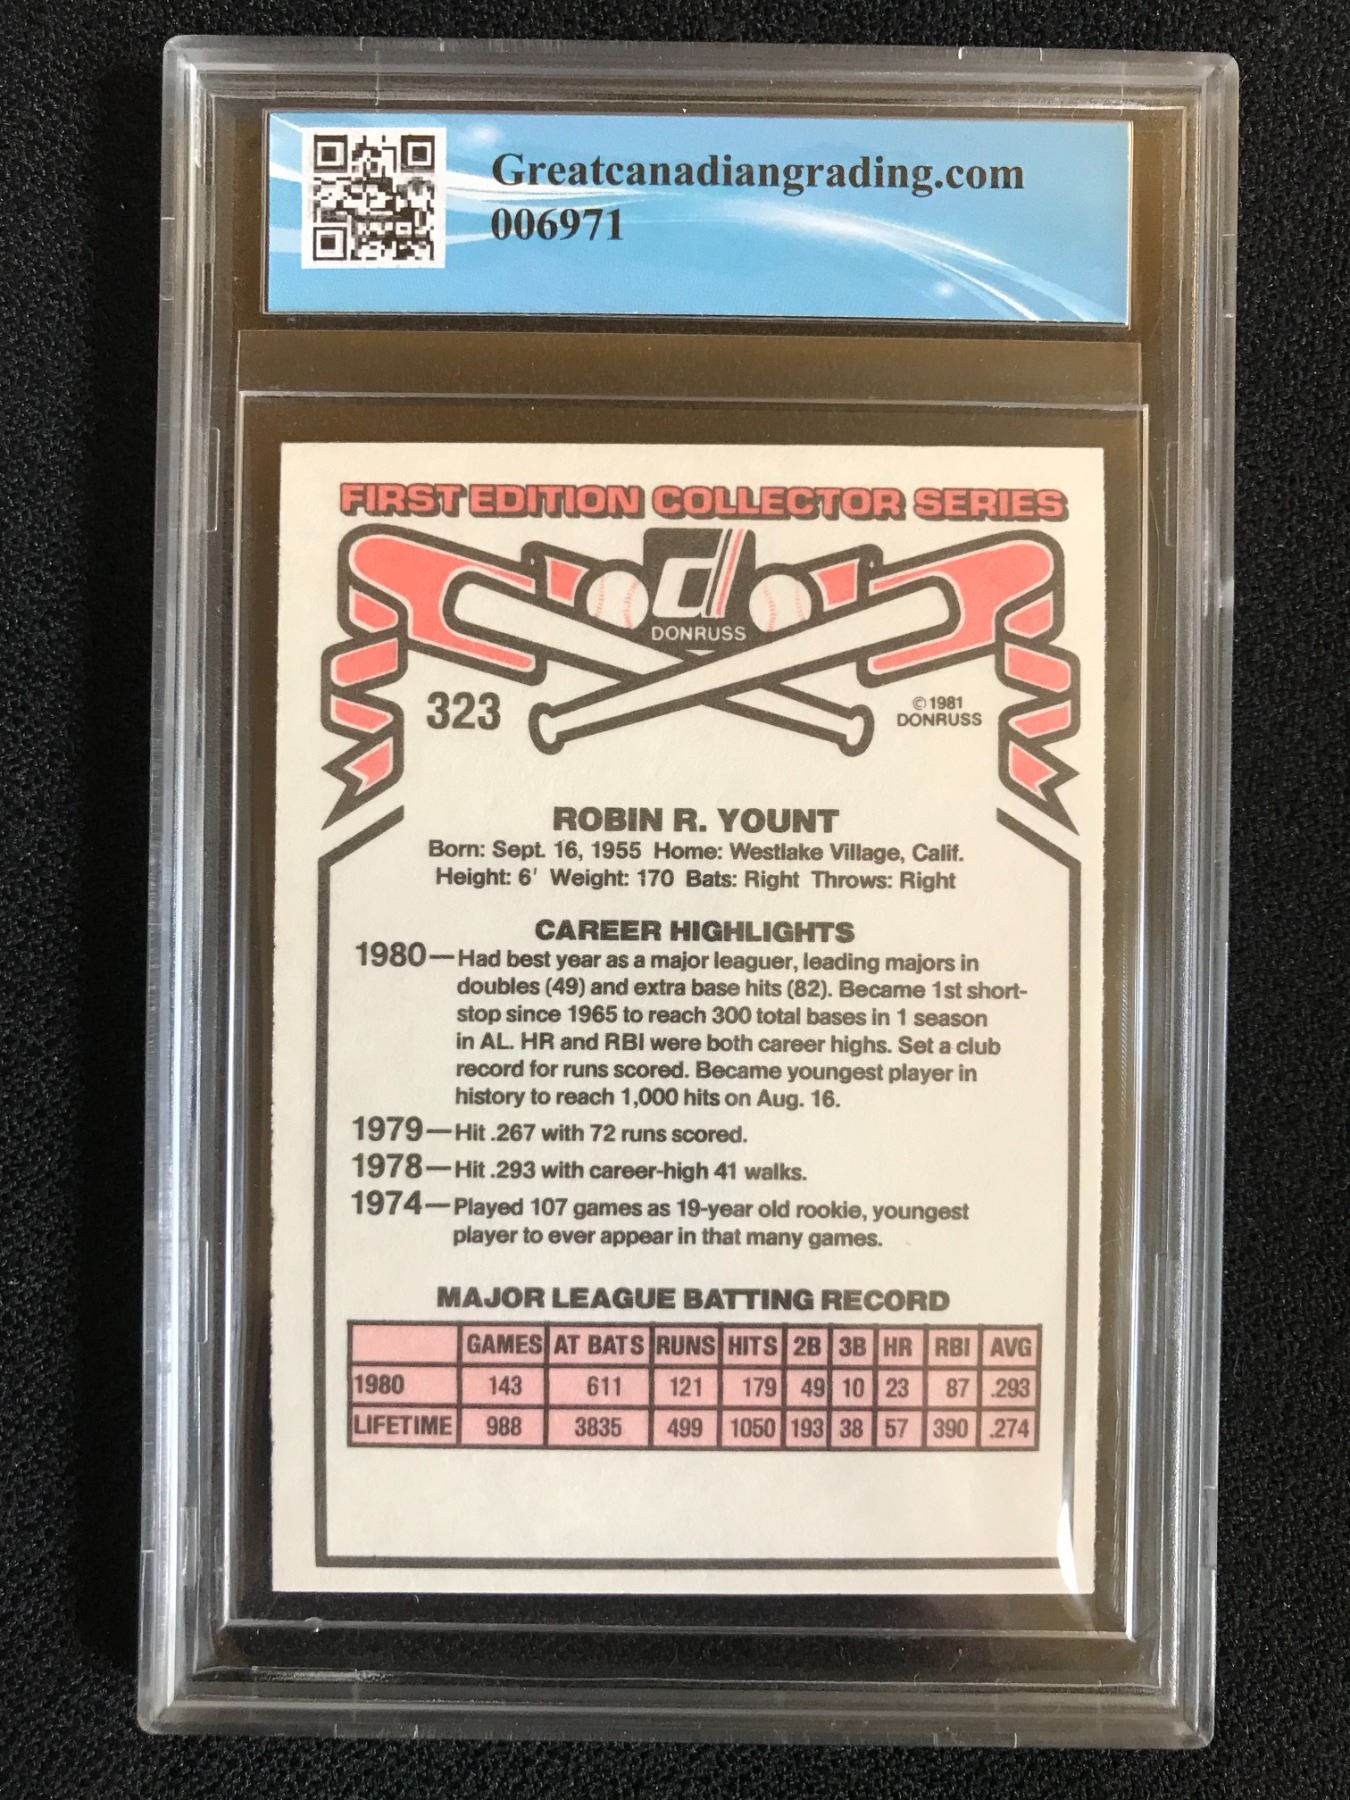 Greatcanadiangrading.com
006971
FIRST EDITION COLLECTOR SERIES
d
DONRUSS
323
© 1981
DONRUSS
ROBIN R. YOUNT
Born: Sept. 16, 1955 Home: Westlake Village, Calif.
Height: 6' Weight: 170 Bats: Right Throws: Right
CAREER HIGHLIGHTS
1980—Had best year as a major leaguer, leading majors in
doubles (49) and extra base hits (82). Became 1st short-
stop since 1965 to reach 300 total bases in 1 season
in AL. HR and RBI were both career highs. Set a club
record for runs scored. Became youngest player in
history to reach 1,000 hits on Aug. 16.
1979—Hit .267 with 72 runs scored.
1978—Hit .293 with career-high 41 walks.
1974—Played 107 games as 19-year old rookie, youngest
player to ever appear in that many games.
MAJOR LEAGUE BATTING RECORD
GAMES AT BATS RUNS HITS 2B 3B HR RBI AVG
1980 143 611 121 179 49 10 23 87 .293
LIFETIME 988 3835 499 1050 193 38 57 390 .274